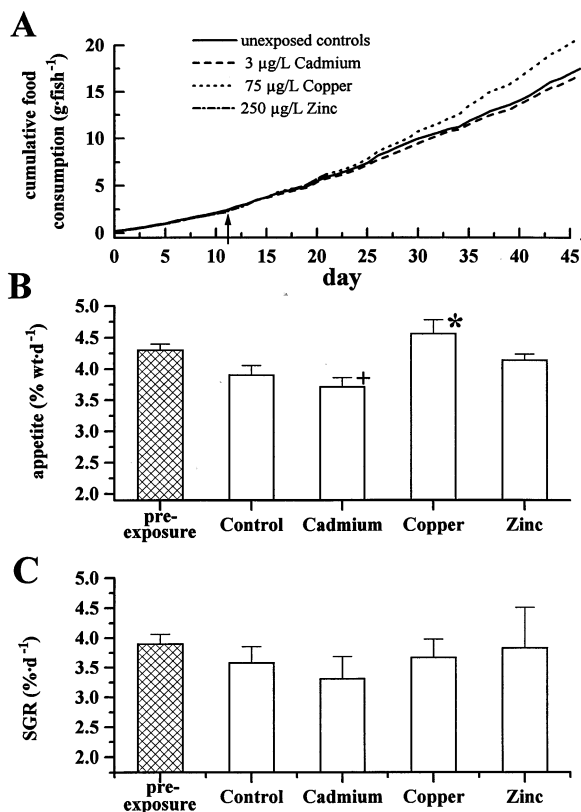 A
cumulative food
consumption (g·fish⁻¹)
20
15
10
5
0
unexposed controls
3 µg/L Cadmium
75 µg/L Copper
250 µg/L Zinc
0 5 10 15 20 25 30 35 40 45
day
B
appetite (% wt·d⁻¹)
5.0
4.5
4.0
3.5
3.0
2.5
2.0
+
*
pre-
exposure
Control Cadmium Copper Zinc
C
SGR (%·d⁻¹)
5.0
4.5
4.0
3.5
3.0
2.5
2.0
pre-
exposure
Control Cadmium Copper Zinc